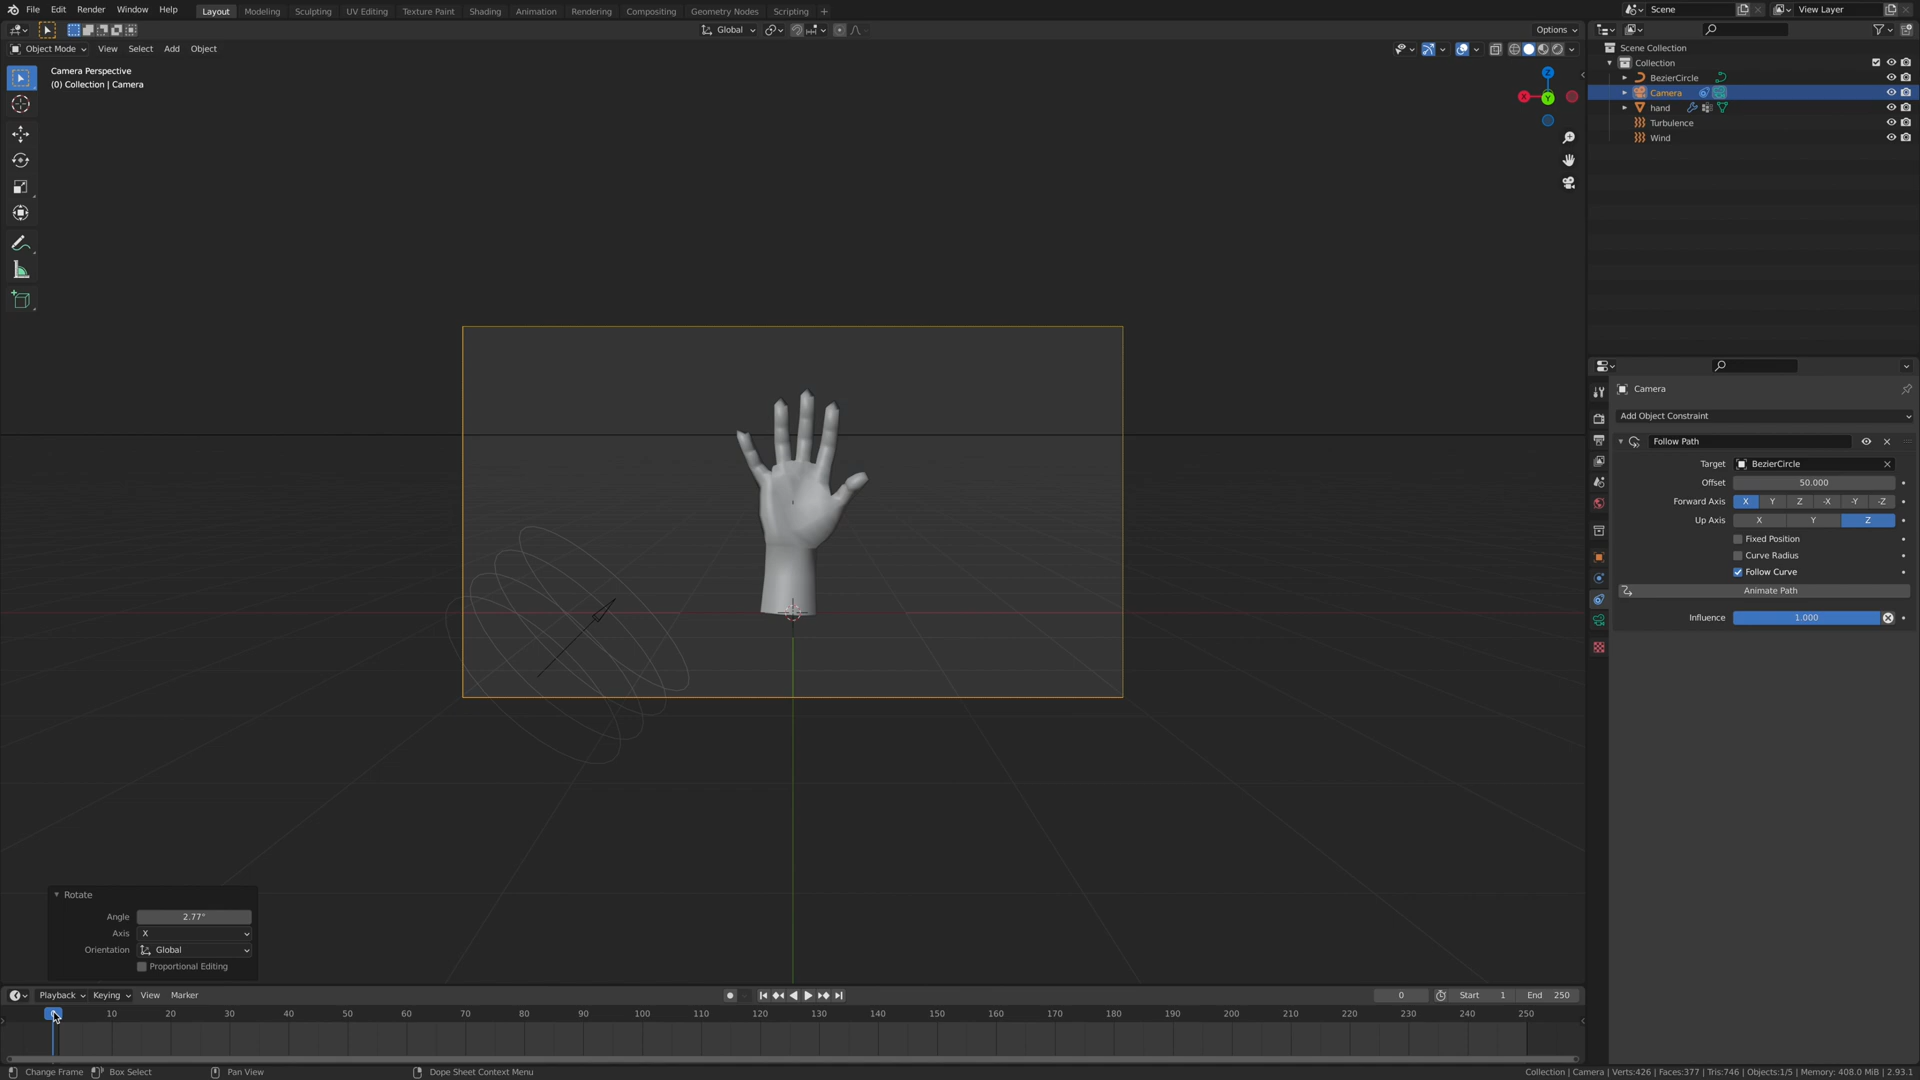 File Edit Render Window Help Layout Modeling Sculpting UV Editing Texture Paint Shading Animation Rendering Compositing Geometry Nodes Scripting + Scene View Layer
Global Options
Object Mode View Select Add Object
Camera Perspective
(0) Collection | Camera
Z
X
Y
Scene Collection
Collection
BezierCircle
Camera
hand
Turbulence
Wind
Camera
Add Object Constraint
Follow Path
Target BezierCircle
Offset 50.000
Forward Axis X Y Z -X -Y -Z
Up Axis X Y Z
Fixed Position
Curve Radius
Follow Curve
Animate Path
Influence 1.000
Rotate
Angle 2.77°
Axis X
Orientation Global
Proportional Editing
Playback Keying View Marker 0 Start 1 End 250
10 20 30 40 50 60 70 80 90 100 110 120 130 140 150 160 170 180 190 200 210 220 230 240 250
Change Frame Box Select Pan View Dope Sheet Context Menu Collection | Camera | Verts:426 | Faces:377 | Tris:746 | Objects:1/5 | Memory: 408.0 MiB | 2.93.1